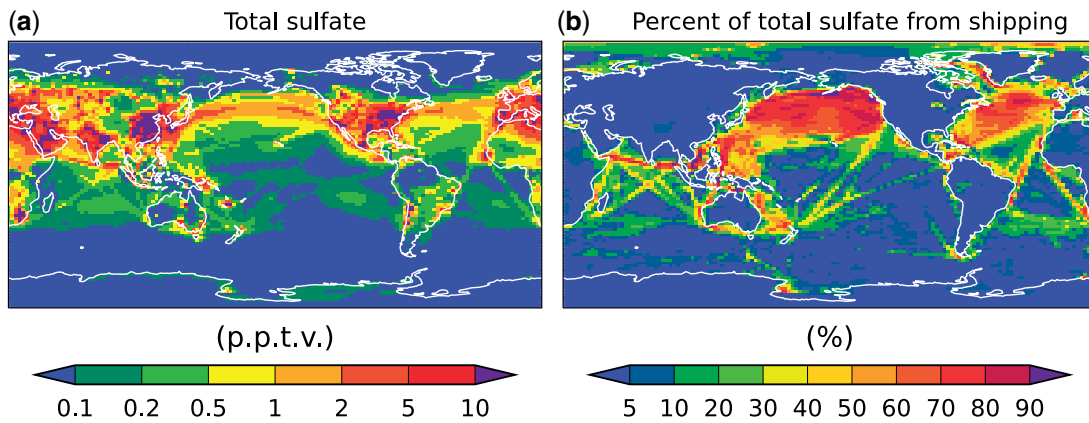 (a) Total sulfate
(b) Percent of total sulfate from shipping
(p.p.t.v.)
0.1 0.2 0.5 1 2 5 10
(%)
5 10 20 30 40 50 60 70 80 90